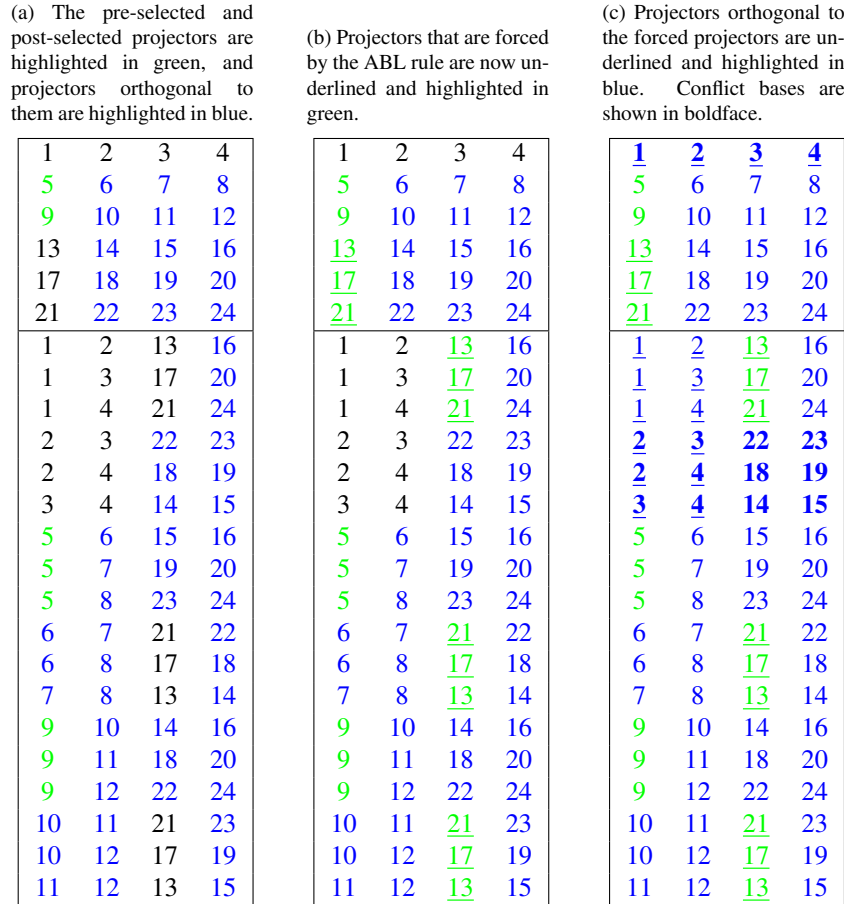 (a) The pre-selected and
post-selected projectors are
highlighted in green, and
projectors orthogonal to
them are highlighted in blue.
1 2 3 4
5 6 7 8
9 10 11 12
13 14 15 16
17 18 19 20
21 22 23 24
1 2 13 16
1 3 17 20
1 4 21 24
2 3 22 23
2 4 18 19
3 4 14 15
5 6 15 16
5 7 19 20
5 8 23 24
6 7 21 22
6 8 17 18
7 8 13 14
9 10 14 16
9 11 18 20
9 12 22 24
10 11 21 23
10 12 17 19
11 12 13 15
(b) Projectors that are forced
by the ABL rule are now un-
derlined and highlighted in
green.
1 2 3 4
5 6 7 8
9 10 11 12
13 14 15 16
17 18 19 20
21 22 23 24
1 2 13 16
1 3 17 20
1 4 21 24
2 3 22 23
2 4 18 19
3 4 14 15
5 6 15 16
5 7 19 20
5 8 23 24
6 7 21 22
6 8 17 18
7 8 13 14
9 10 14 16
9 11 18 20
9 12 22 24
10 11 21 23
10 12 17 19
11 12 13 15
(c) Projectors orthogonal to
the forced projectors are un-
derlined and highlighted in
blue. Conflict bases are
shown in boldface.
1 2 3 4
5 6 7 8
9 10 11 12
13 14 15 16
17 18 19 20
21 22 23 24
1 2 13 16
1 3 17 20
1 4 21 24
2 3 22 23
2 4 18 19
3 4 14 15
5 6 15 16
5 7 19 20
5 8 23 24
6 7 21 22
6 8 17 18
7 8 13 14
9 10 14 16
9 11 18 20
9 12 22 24
10 11 21 23
10 12 17 19
11 12 13 15